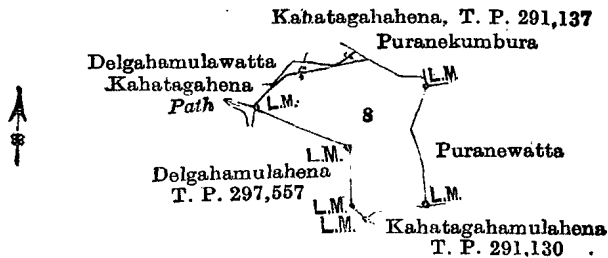 Kahatagahahena, T. P. 291,137
Puranekumbura
Delgahamulawatta
Kahatagahena
Path
L.M.
L.M.
8
L.M.
Puranewatta
Delgahamulahena
T. P. 297,557
L.M.
L.M.
L.M.
Kahatagahamulahena
T. P. 291,130